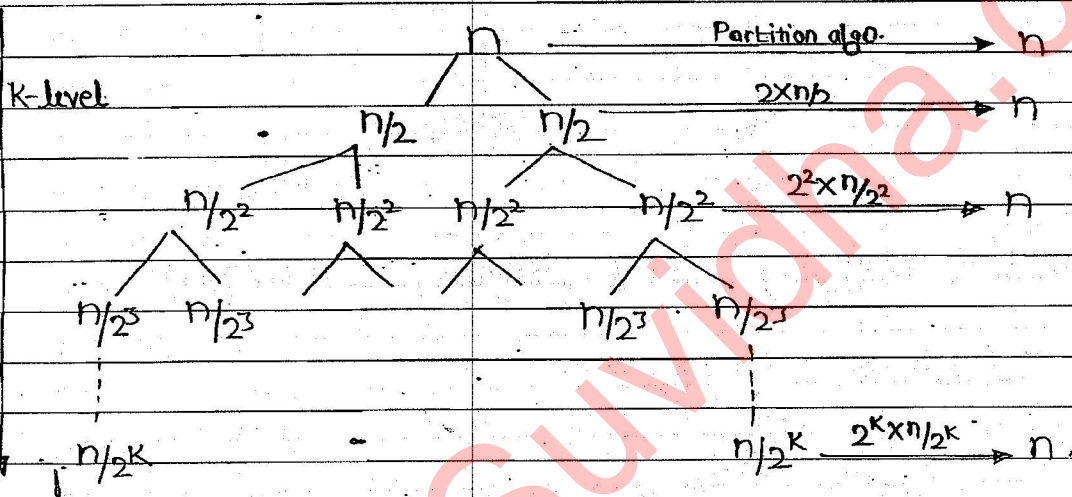 n Partition algo. n
K-level
2×n/2 n
n/2 n/2
n/2² n/2² n/2² n/2² 2²×n/2² n
n/2³ n/2³ n/2³ n/2³
n/2ᴷ n/2ᴷ 2ᴷ×n/2ᴷ n
Suvidha.c